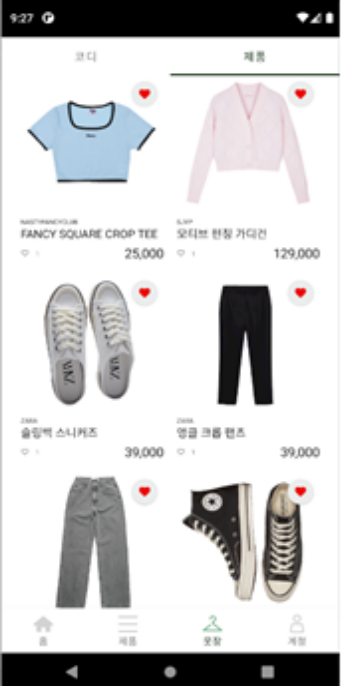 9:27
코디
제품
NASTYFANCYCLUB
FANCY SQUARE CROP TEE
1
25,000
SJYP
모티브 펀칭 가디건
1
129,000
ZARA
슬링백 스니커즈
1
39,000
ZARA
앵클 크롭 팬츠
1
39,000
홈
제품
옷장
계정